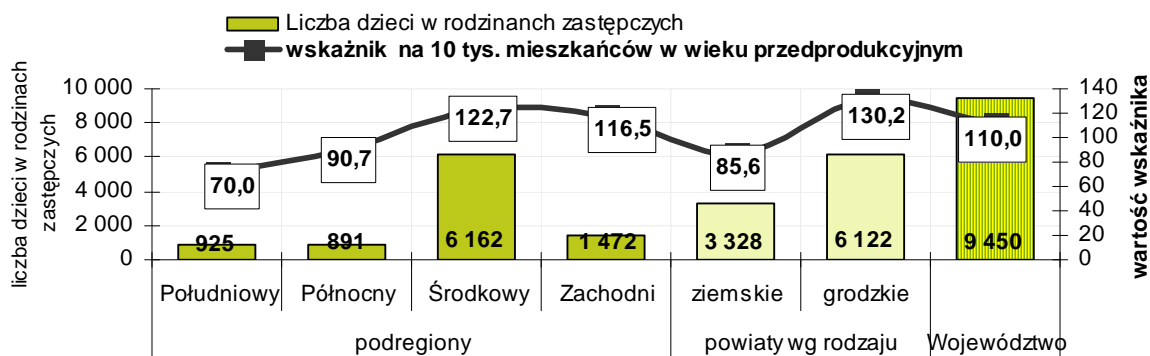 Liczba dzieci w rodzinach zastępczych
wskaźnik na 10 tys. mieszkańców w wieku przedprodukcyjnym
liczba dzieci w rodzinach
zastępczych
10 000
8 000
6 000
4 000
2 000
0
140
120
100
80
60
40
20
0
wartość wskaźnika
70,0
90,7
122,7
116,5
85,6
130,2
110,0
925
891
6 162
1 472
3 328
6 122
9 450
Południowy
Północny
Środkowy
Zachodni
ziemskie
grodzkie
podregiony
powiaty wg rodzaju
Województwo